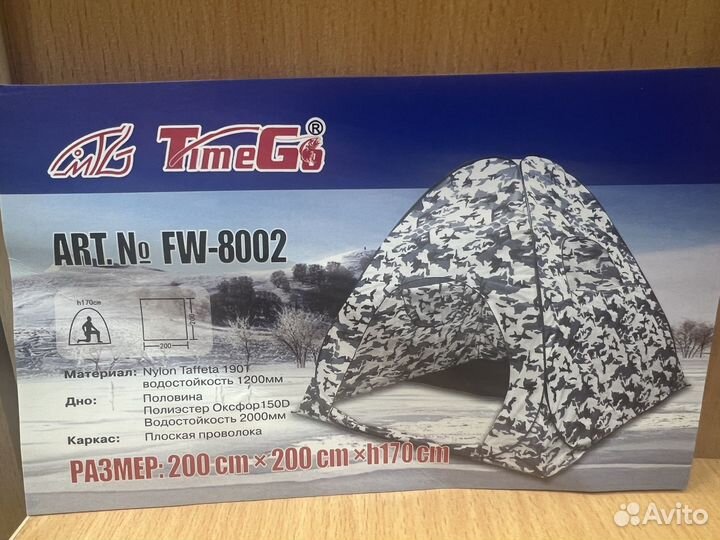 TimeGo®
ART.№ FW-8002
h170cm
200
200
Материал: Nylon Taffeta 190T
водостойкость 1200мм
Дно: Половина
Полиэстер Оксфор150D
Водостойкость 2000мм
Каркас: Плоская проволока
РАЗМЕР: 200 cm × 200 cm ×h170 cm
Avito